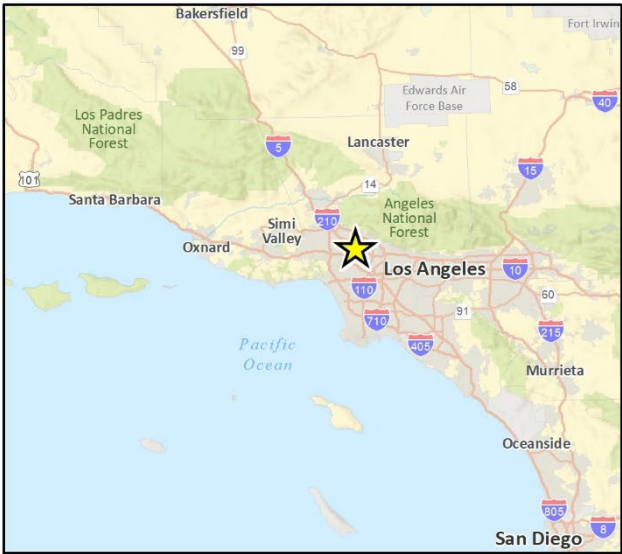 Bakersfield
Fort Irwin
99
58
Edwards Air
Force Base
40
Los Padres
National
Forest
5
Lancaster
15
101
14
Santa Barbara
Angeles
National
Forest
210
Simi
Valley
Oxnard
Los Angeles
10
110
60
91
710
215
405
Pacific
Ocean
Murrieta
Oceanside
805
8
San Diego